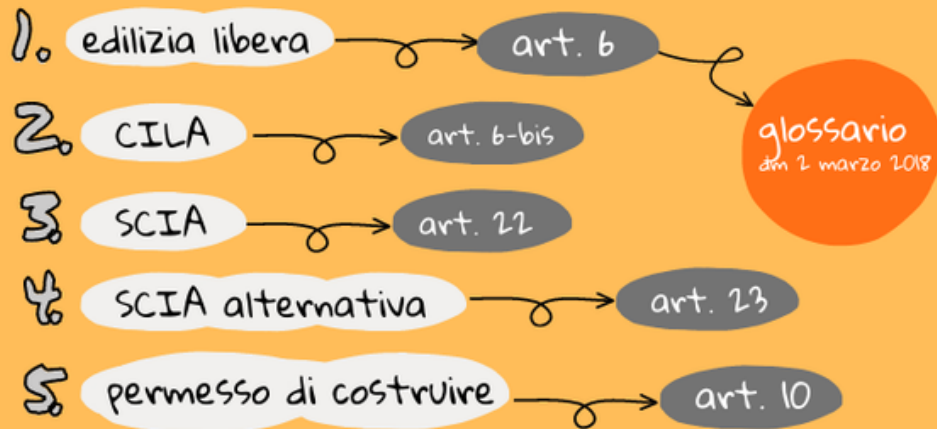 1. edilizia libera art. 6
glossario
dm 2 marzo 2018
2. CILA art. 6-bis
3. SCIA art. 22
4. SCIA alternativa art. 23
5. permesso di costruire art. 10